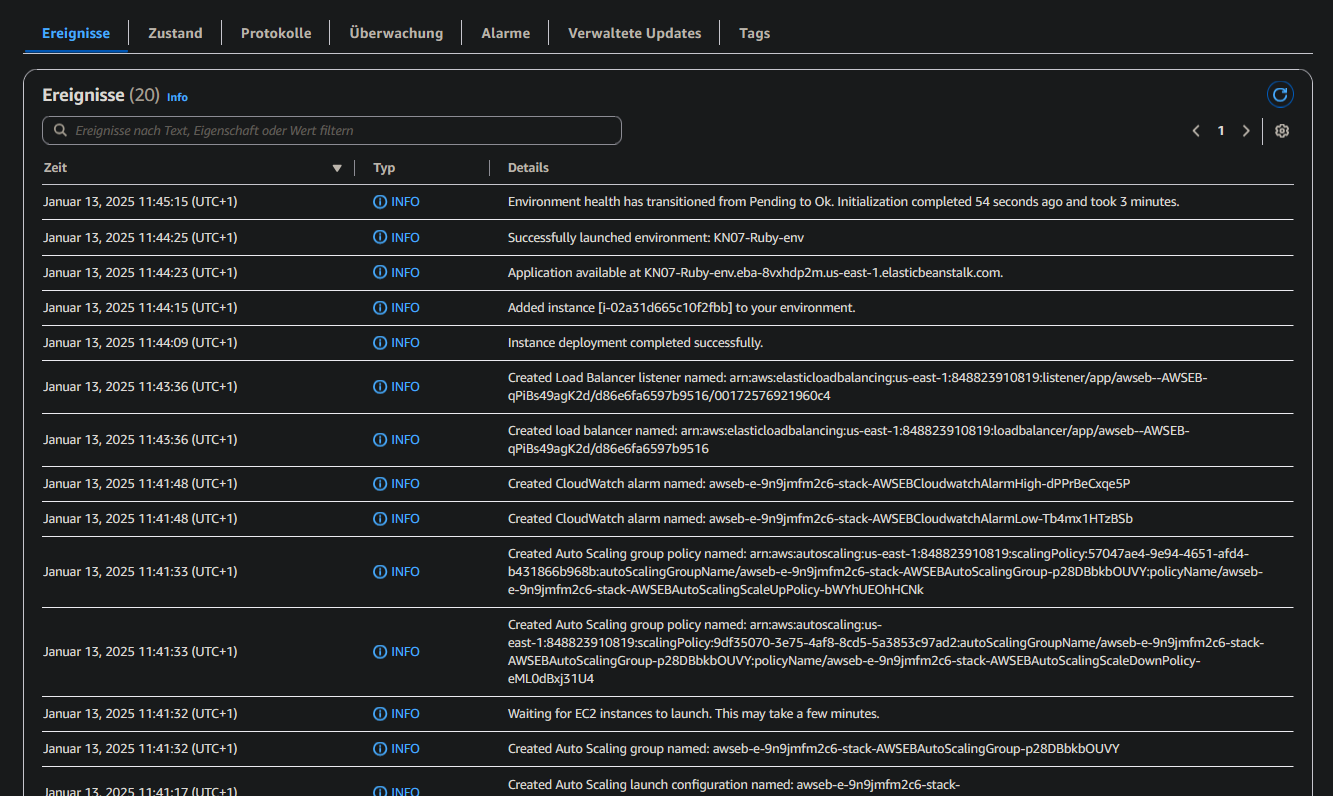 Ereignisse Zustand Protokolle Überwachung Alarme Verwaltete Updates Tags
Ereignisse (20) Info
Ereignisse nach Text, Eigenschaft oder Wert filtern
1
Zeit Typ Details
Januar 13, 2025 11:45:15 (UTC+1) INFO Environment health has transitioned from Pending to Ok. Initialization completed 54 seconds ago and took 3 minutes.
Januar 13, 2025 11:44:25 (UTC+1) INFO Successfully launched environment: KN07-Ruby-env
Januar 13, 2025 11:44:23 (UTC+1) INFO Application available at KN07-Ruby-env.eba-8vxhdp2m.us-east-1.elasticbeanstalk.com.
Januar 13, 2025 11:44:15 (UTC+1) INFO Added instance [i-02a31d665c10f2fbb] to your environment.
Januar 13, 2025 11:44:09 (UTC+1) INFO Instance deployment completed successfully.
Januar 13, 2025 11:43:36 (UTC+1) INFO Created Load Balancer listener named: arn:aws:elasticloadbalancing:us-east-1:848823910819:listener/app/awseb--AWSEB-
qPiBs49agK2d/d86e6fa6597b9516/00172576921960c4
Januar 13, 2025 11:43:36 (UTC+1) INFO Created load balancer named: arn:aws:elasticloadbalancing:us-east-1:848823910819:loadbalancer/app/awseb--AWSEB-
qPiBs49agK2d/d86e6fa6597b9516
Januar 13, 2025 11:41:48 (UTC+1) INFO Created CloudWatch alarm named: awseb-e-9n9jmfm2c6-stack-AWSEBCloudwatchAlarmHigh-dPPrBeCxqe5P
Januar 13, 2025 11:41:48 (UTC+1) INFO Created CloudWatch alarm named: awseb-e-9n9jmfm2c6-stack-AWSEBCloudwatchAlarmLow-Tb4mx1HTzBSb
Januar 13, 2025 11:41:33 (UTC+1) INFO Created Auto Scaling group policy named: arn:aws:autoscaling:us-east-1:848823910819:scalingPolicy:57047ae4-9e94-4651-afd4-
b431866b968b:autoScalingGroupName/awseb-e-9n9jmfm2c6-stack-AWSEBAutoScalingGroup-p28DBbkbOUVY:policyName/awseb-
e-9n9jmfm2c6-stack-AWSEBAutoScalingScaleUpPolicy-bWYhUEOhHCNk
Januar 13, 2025 11:41:33 (UTC+1) INFO Created Auto Scaling group policy named: arn:aws:autoscaling:us-
east-1:848823910819:scalingPolicy:9df35070-3e75-4af8-8cd5-5a3853c97ad2:autoScalingGroupName/awseb-e-9n9jmfm2c6-stack-
AWSEBAutoScalingGroup-p28DBbkbOUVY:policyName/awseb-e-9n9jmfm2c6-stack-AWSEBAutoScalingScaleDownPolicy-
eML0dBxj31U4
Januar 13, 2025 11:41:32 (UTC+1) INFO Waiting for EC2 instances to launch. This may take a few minutes.
Januar 13, 2025 11:41:32 (UTC+1) INFO Created Auto Scaling group named: awseb-e-9n9jmfm2c6-stack-AWSEBAutoScalingGroup-p28DBbkbOUVY
Januar 13, 2025 11:41:17 (UTC+1) INFO Created Auto Scaling launch configuration named: awseb-e-9n9jmfm2c6-stack-